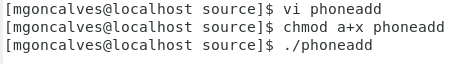 [mgoncalves@localhost source]$ vi phoneadd
[mgoncalves@localhost source]$ chmod a+x phoneadd
[mgoncalves@localhost source]$ ./phoneadd